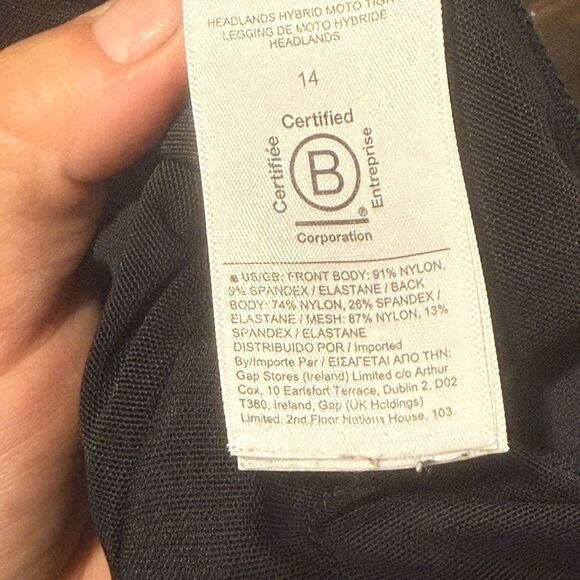 HEADLANDS HYBRID MOTO TIGHT
LEGGING DE MOTO HYBRIDE
HEADLANDS
14
Certified
Certifiée
B
Entreprise
®
Corporation
US/GB: FRONT BODY: 91% NYLON,
9% SPANDEX / ELASTANE / BACK
BODY: 74% NYLON, 26% SPANDEX /
ELASTANE / MESH: 87% NYLON, 13%
SPANDEX / ELASTANE
DISTRIBUIDO POR / Imported
By/Importe Par / ΕΙΣΑΓΕΤΑΙ ΑΠΟ ΤΗΝ:
Gap Stores (Ireland) Limited c/o Arthur
Cox, 10 Earlsfort Terrace, Dublin 2, D02
T380, Ireland, Gap (UK Holdings)
Limited, 2nd Floor Nations House, 103